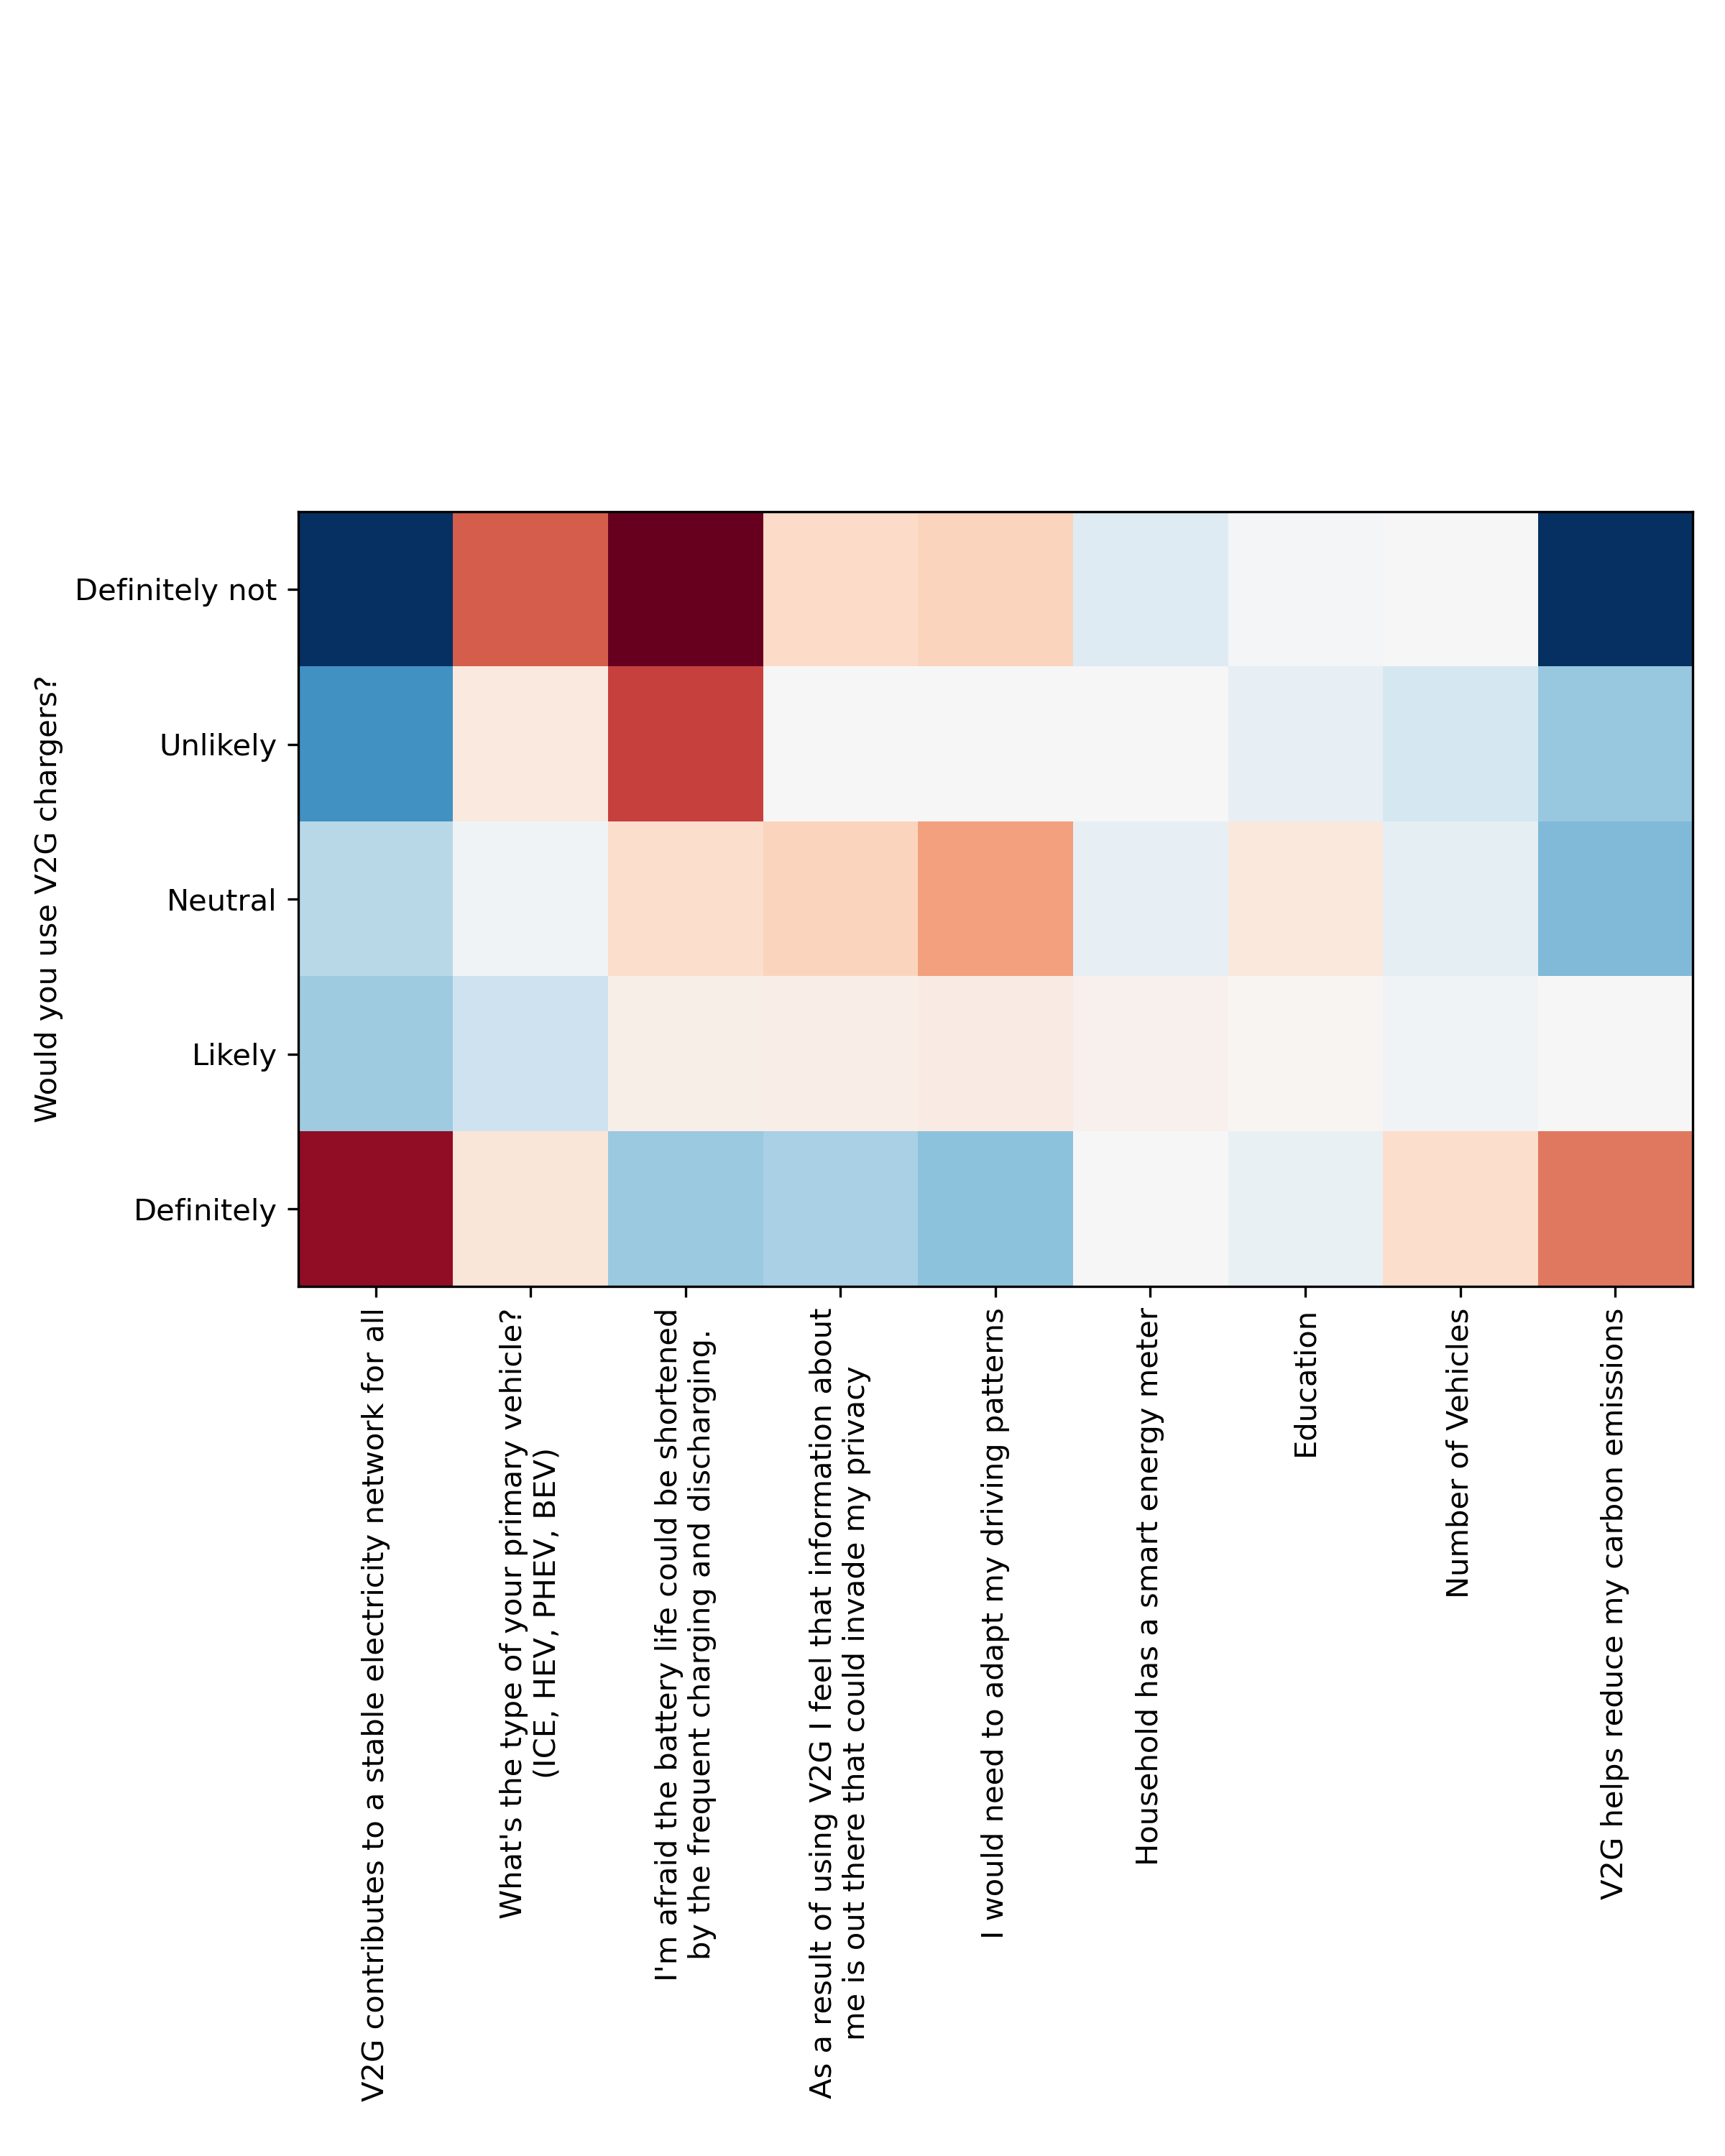 Would you use V2G chargers?
Definitely not
Unlikely
Neutral
Likely
Definitely
V2G contributes to a stable electricity network for all
What's the type of your primary vehicle?
(ICE, HEV, PHEV, BEV)
I'm afraid the battery life could be shortened
by the frequent charging and discharging.
As a result of using V2G I feel that information about
me is out there that could invade my privacy
I would need to adapt my driving patterns
Household has a smart energy meter
Education
Number of Vehicles
V2G helps reduce my carbon emissions